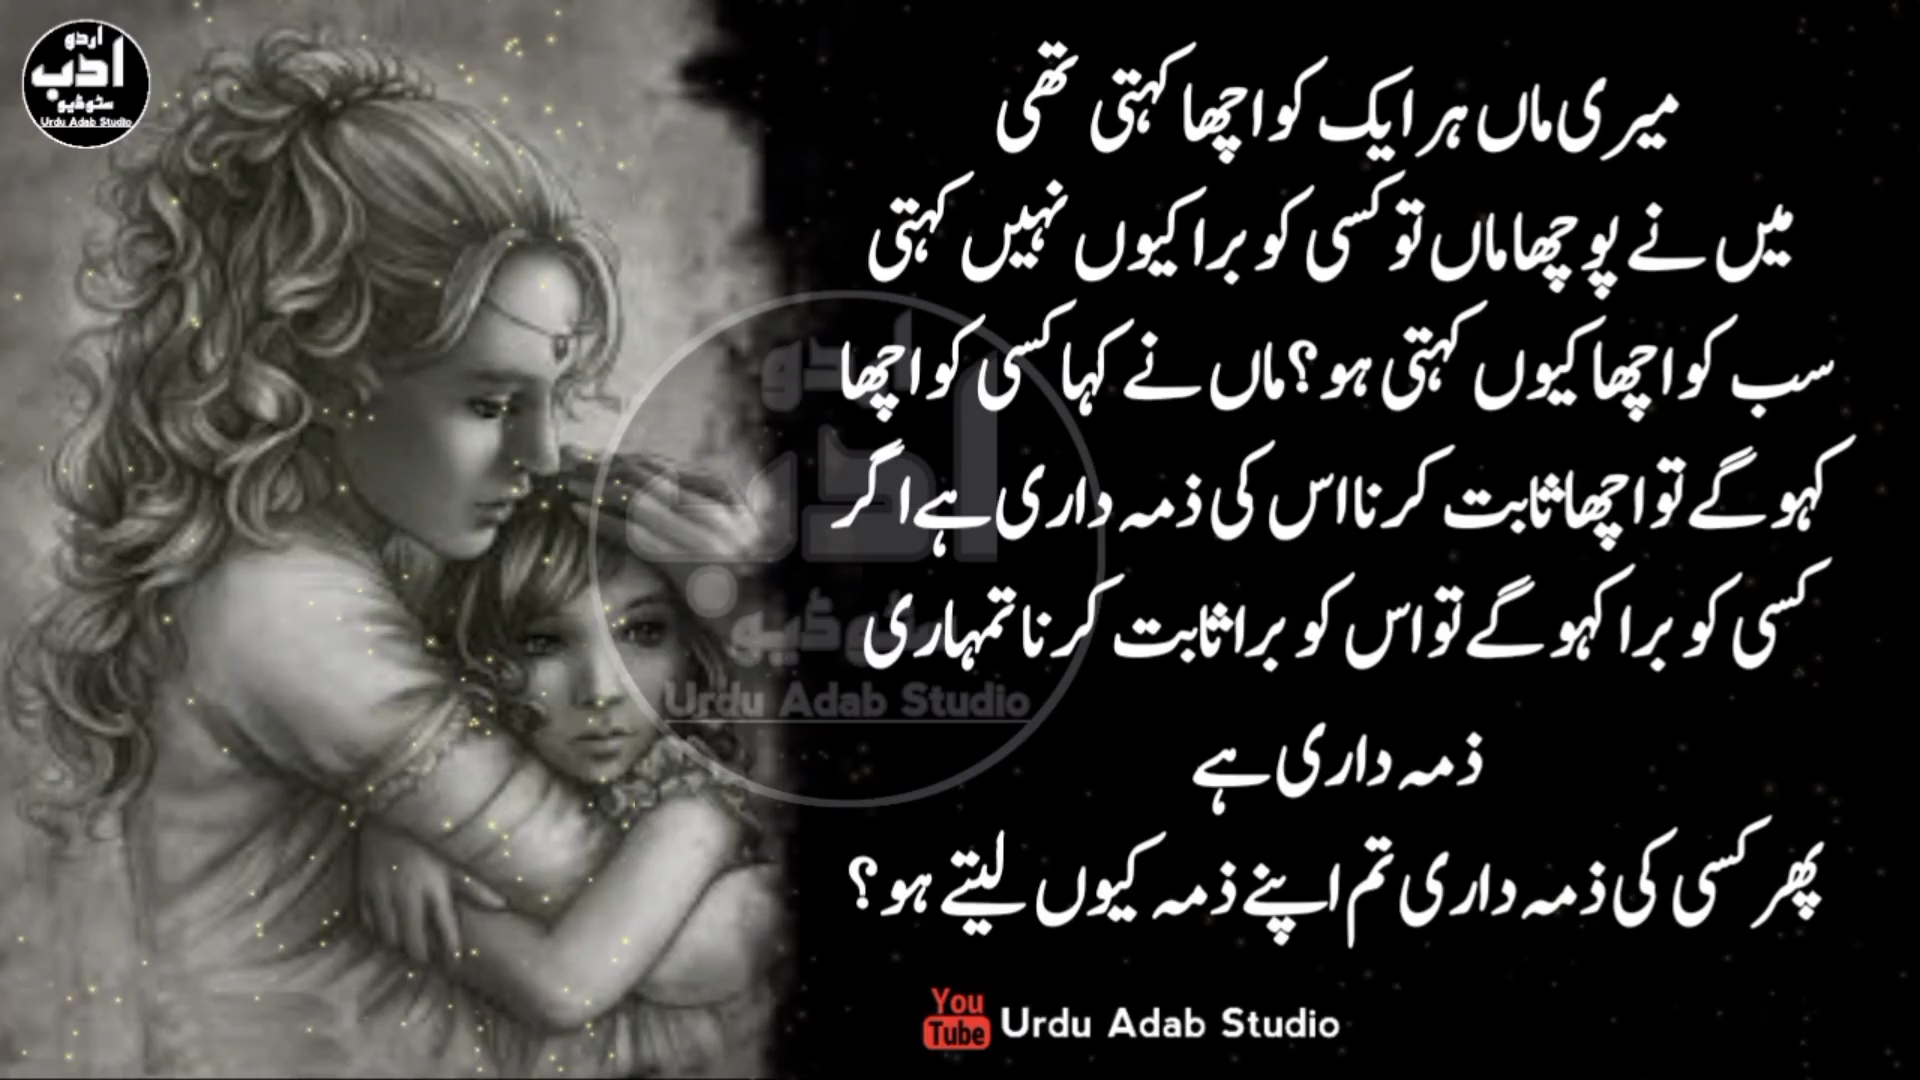 اردو
ادب
سٹوڈیو
Urdu Adab Studio
میری ماں ہر ایک کو اچھا کہتی تھی
میں نے پوچھا ماں تو کسی کو برا کیوں نہیں کہتی
سب کو اچھا کیوں کہتی ہو؟ ماں نے کہا کسی کو اچھا
کہو گے تو اچھا ثابت کرنا اس کی ذمہ داری ہے اگر
کسی کو برا کہو گے تو اس کو برا ثابت کرنا تمہاری
ذمہ داری ہے
پھر کسی کی ذمہ داری تم اپنے ذمہ کیوں لیتے ہو؟
اردو
ادب
سٹوڈیو
Urdu Adab Studio
You
Tube Urdu Adab Studio